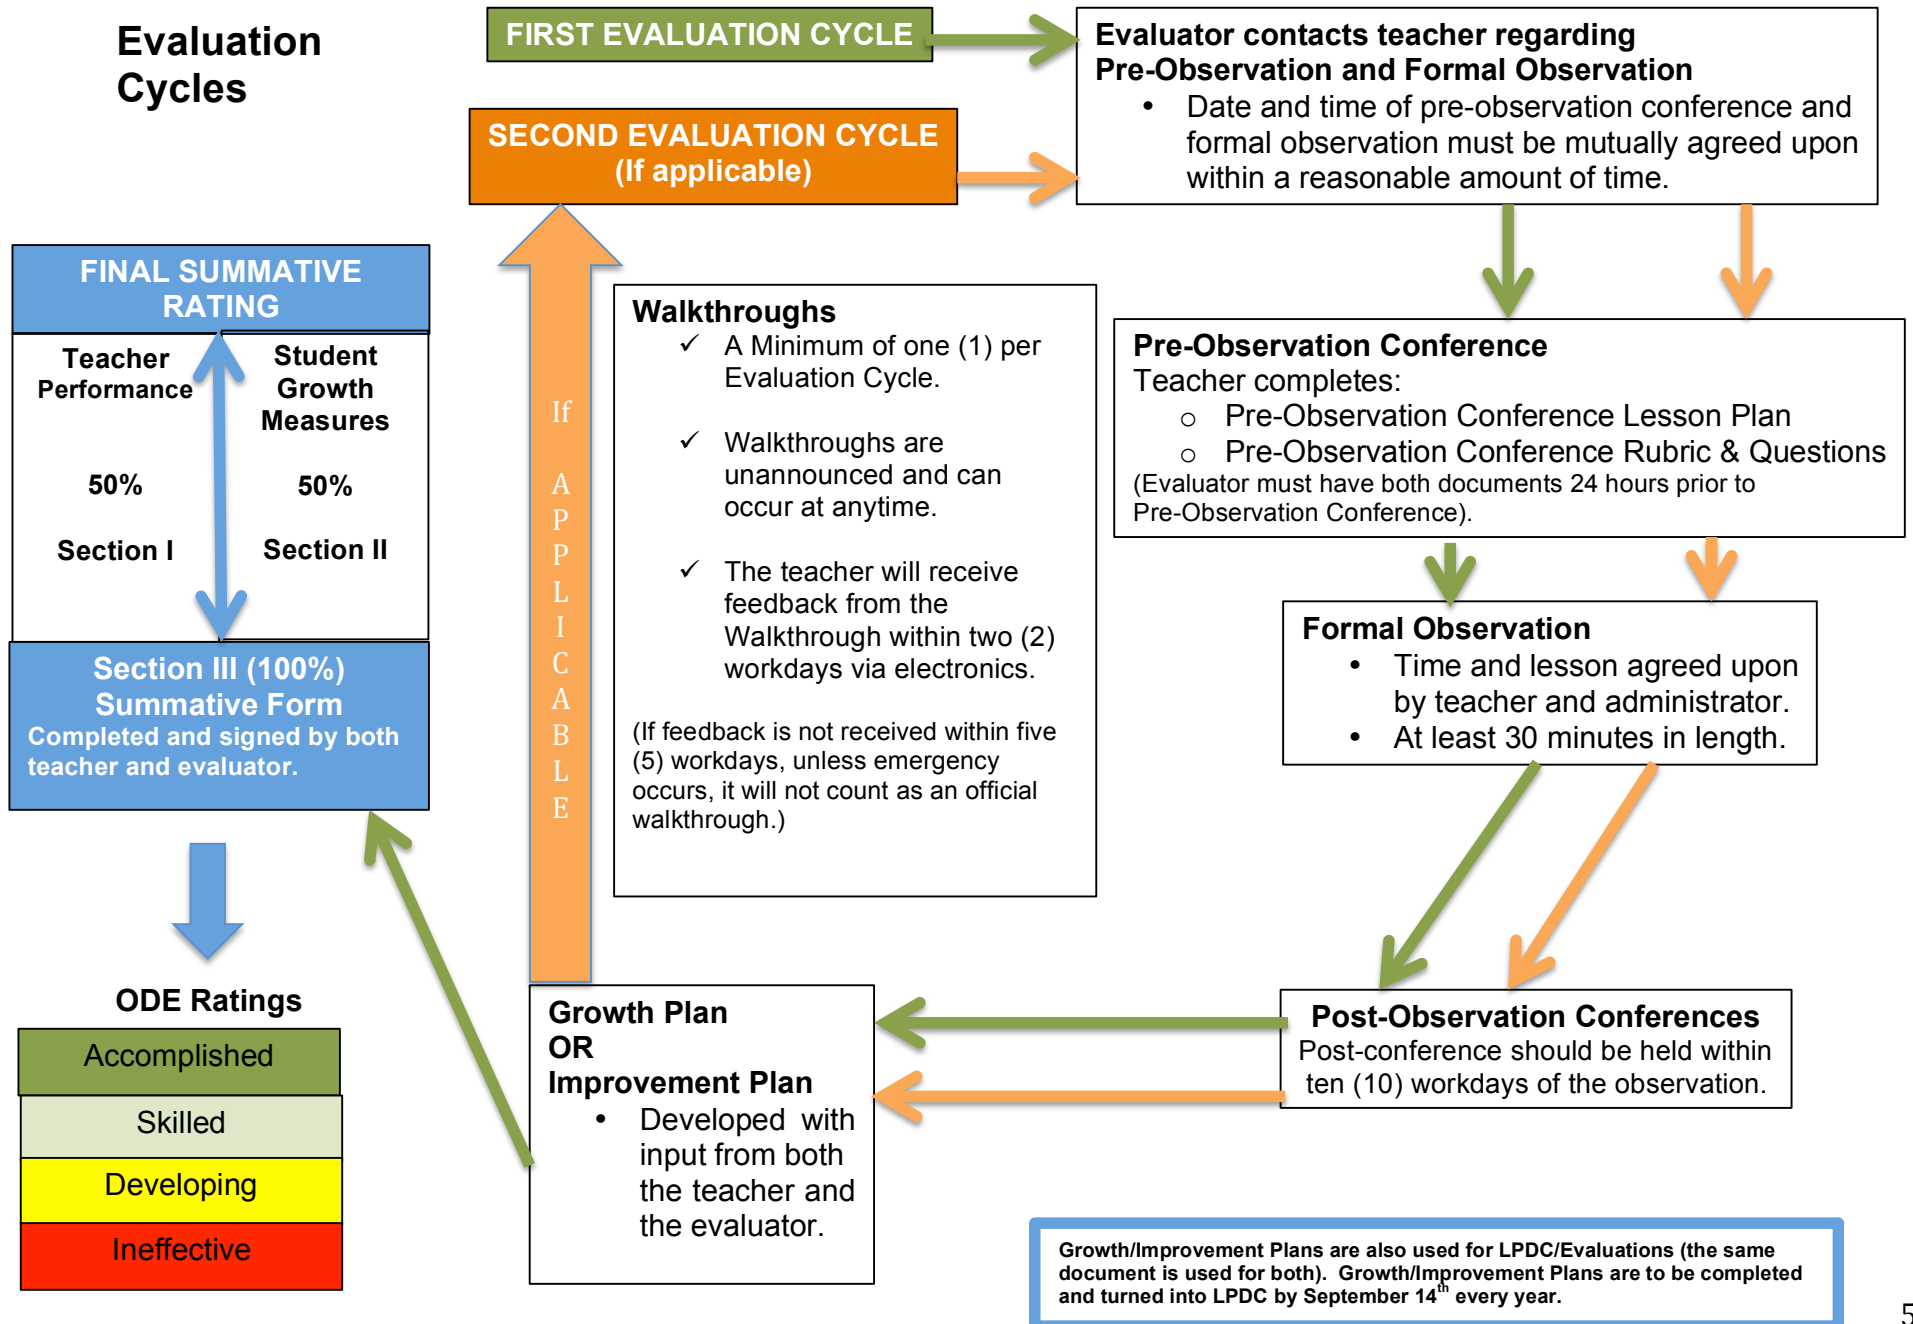 Evaluation
Cycles
FIRST EVALUATION CYCLE
SECOND EVALUATION CYCLE
(If applicable)
Evaluator contacts teacher regarding
Pre-Observation and Formal Observation
• Date and time of pre-observation conference and
formal observation must be mutually agreed upon
within a reasonable amount of time.
FINAL SUMMATIVE
RATING
Teacher
Performance
50%
Section I
Student
Growth
Measures
50%
Section II
Section III (100%)
Summative Form
Completed and signed by both
teacher and evaluator.
ODE Ratings
Accomplished
Skilled
Developing
Ineffective
If
A
P
P
L
I
C
A
B
L
E
Walkthroughs
✓ A Minimum of one (1) per
Evaluation Cycle.
✓ Walkthroughs are
unannounced and can
occur at anytime.
✓ The teacher will receive
feedback from the
Walkthrough within two (2)
workdays via electronics.
(If feedback is not received within five
(5) workdays, unless emergency
occurs, it will not count as an official
walkthrough.)
Pre-Observation Conference
Teacher completes:
o Pre-Observation Conference Lesson Plan
o Pre-Observation Conference Rubric & Questions
(Evaluator must have both documents 24 hours prior to
Pre-Observation Conference).
Formal Observation
• Time and lesson agreed upon
by teacher and administrator.
• At least 30 minutes in length.
Post-Observation Conferences
Post-conference should be held within
ten (10) workdays of the observation.
Growth Plan
OR
Improvement Plan
• Developed with
input from both
the teacher and
the evaluator.
Growth/Improvement Plans are also used for LPDC/Evaluations (the same
document is used for both). Growth/Improvement Plans are to be completed
and turned into LPDC by September 14th every year.
5